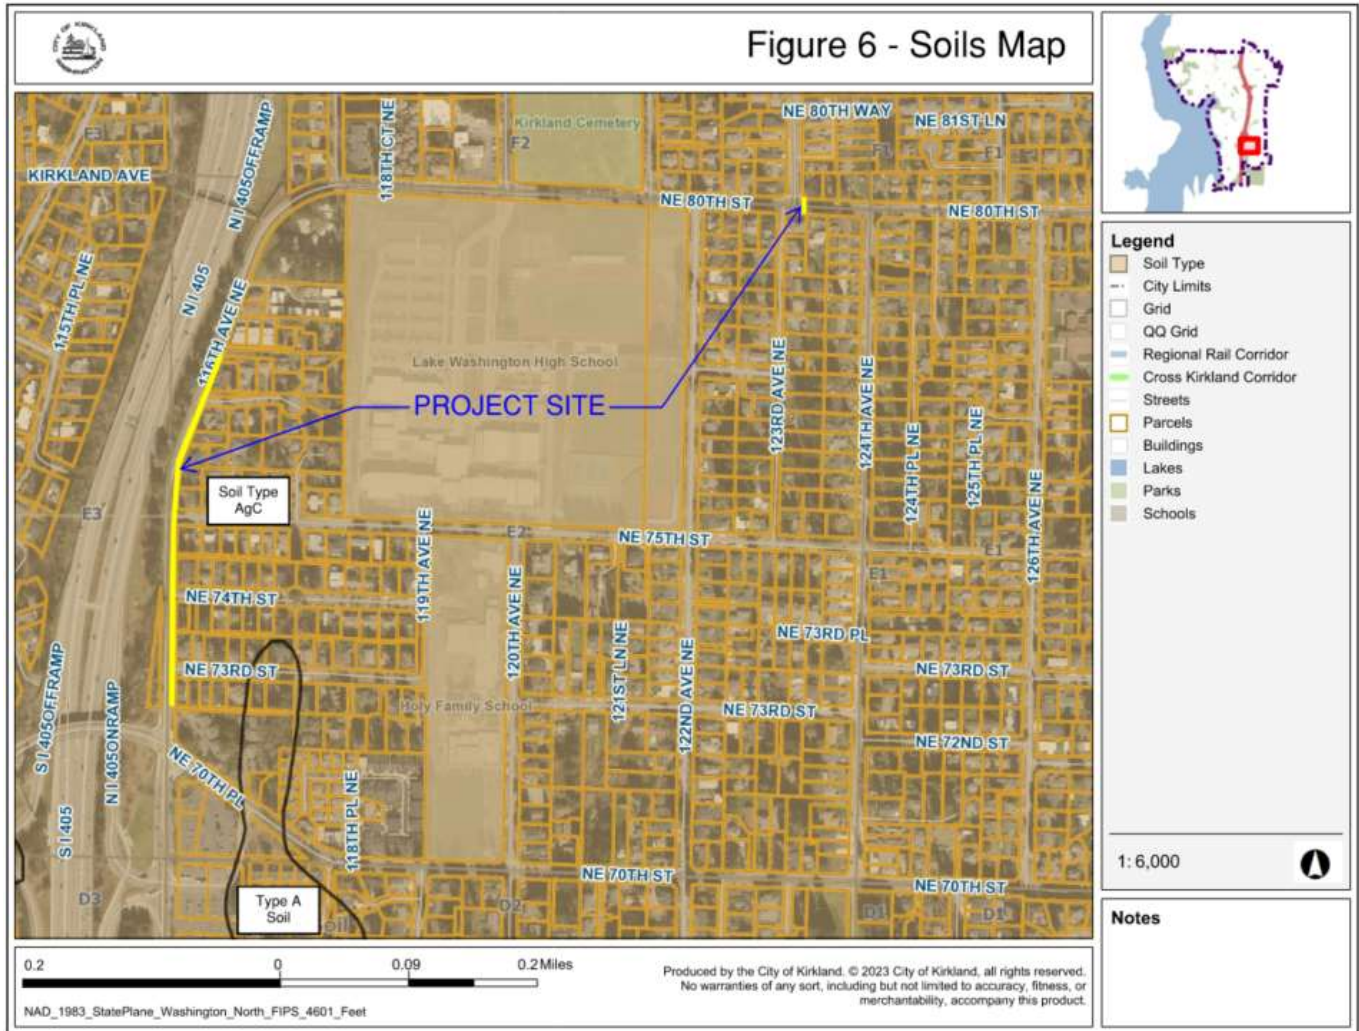 CITY OF KIRKLAND
WASHINGTON
Figure 6 - Soils Map
NE 80TH WAY
NE 81ST LN
118TH CT NE
N I 405OFFRAMP
Kirkland Cemetery
E3
F2
F1
E1
KIRKLAND AVE
NE 80TH ST
NE 80TH ST
115TH PL NE
N I 405
116TH AVE NE
Lake Washington High School
PROJECT SITE
123RD AVE NE
124TH AVE NE
124TH PL NE
125TH PL NE
126TH AVE NE
Soil Type
AgC
E3
119TH AVE NE
E2
NE 75TH ST
E1
E1
NE 74TH ST
120TH AVE NE
121ST LN NE
122ND AVE NE
NE 73RD PL
NE 73RD ST
NE 73RD ST
Holy Family School
NE 73RD ST
S I 405OFFRAMP
N I 405ONRAMP
NE 72ND ST
NE 70TH PL
118TH PL NE
S I 405
NE 70TH ST
NE 70TH ST
D3
Type A
Soil
oil
D2
D1
D1
Legend
Soil Type
City Limits
Grid
QQ Grid
Regional Rail Corridor
Cross Kirkland Corridor
Streets
Parcels
Buildings
Lakes
Parks
Schools
1: 6,000
Notes
0.2
0
0.09
0.2 Miles
NAD_1983_StatePlane_Washington_North_FIPS_4601_Feet
Produced by the City of Kirkland. © 2023 City of Kirkland, all rights reserved.
No warranties of any sort, including but not limited to accuracy, fitness, or
merchantability, accompany this product.